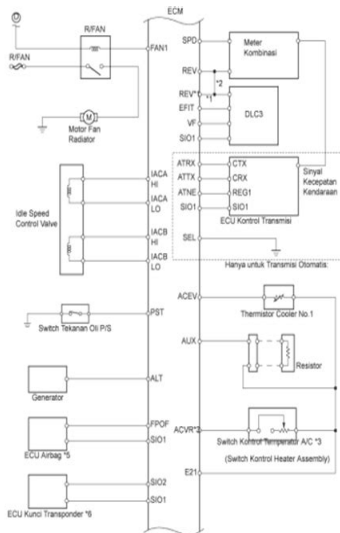 ECM
R/FAN
R/FAN
FAN1
M
Motor Fan
Radiator
IACA
HI
IACA
LO
Idle Speed
Control Valve
IACB
HI
IACB
LO
PST
Switch Tekanan Oli P/S
ALT
Generator
FPOF
SIO1
ECU Airbag *5
SIO2
SIO1
ECU Kunci Transponder *6
SPD
Meter
Kombinasi
REV
*2
REV*1
*1
EFIT
DLC3
VF
SIO1
ATRX
CTX
ATTX
CRX
ATNE
REG1
SIO1
SIO1
Sinyal
Kecepatan
Kendaraan
ECU Kontrol Transmisi
SEL
Hanya untuk Transmisi Otomatis:
ACEV
Thermistor Cooler No.1
AUX
Resistor
ACVR*2
Switch Kontrol Temperatur A/C *3
(Switch Kontrol Heater Assembly)
E21